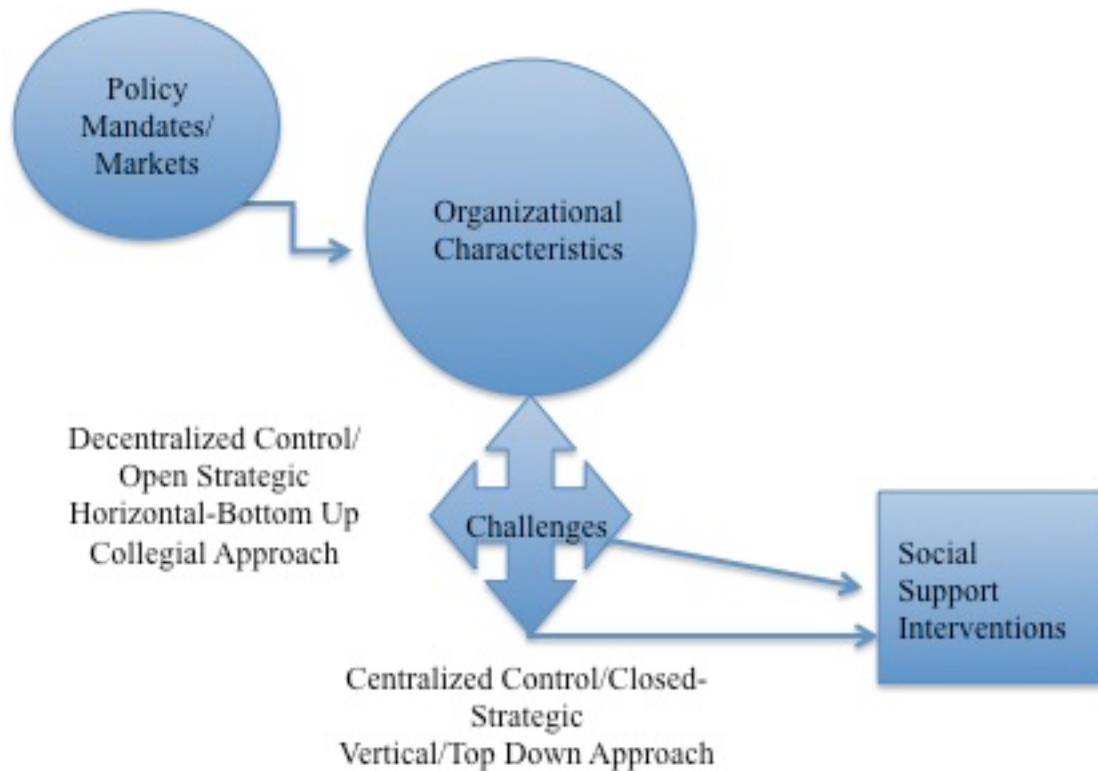 Policy
Mandates/
Markets
Organizational
Characteristics
Decentralized Control/
Open Strategic
Horizontal-Bottom Up
Collegial Approach
Challenges
Social
Support
Interventions
Centralized Control/Closed-
Strategic
Vertical/Top Down Approach